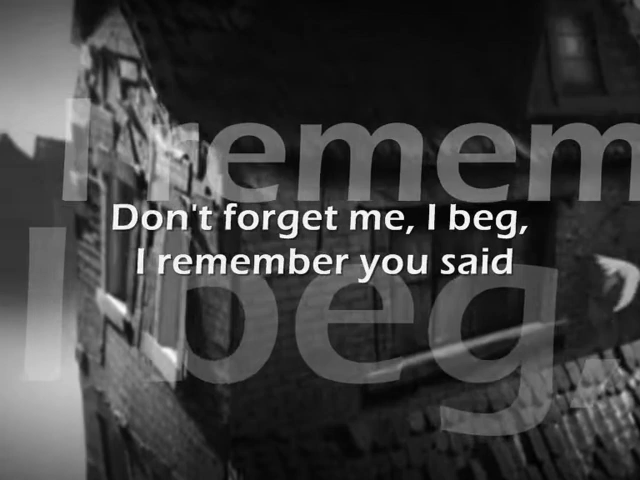 I remem
Don't forget me, I beg,
I remember you said
I beg,